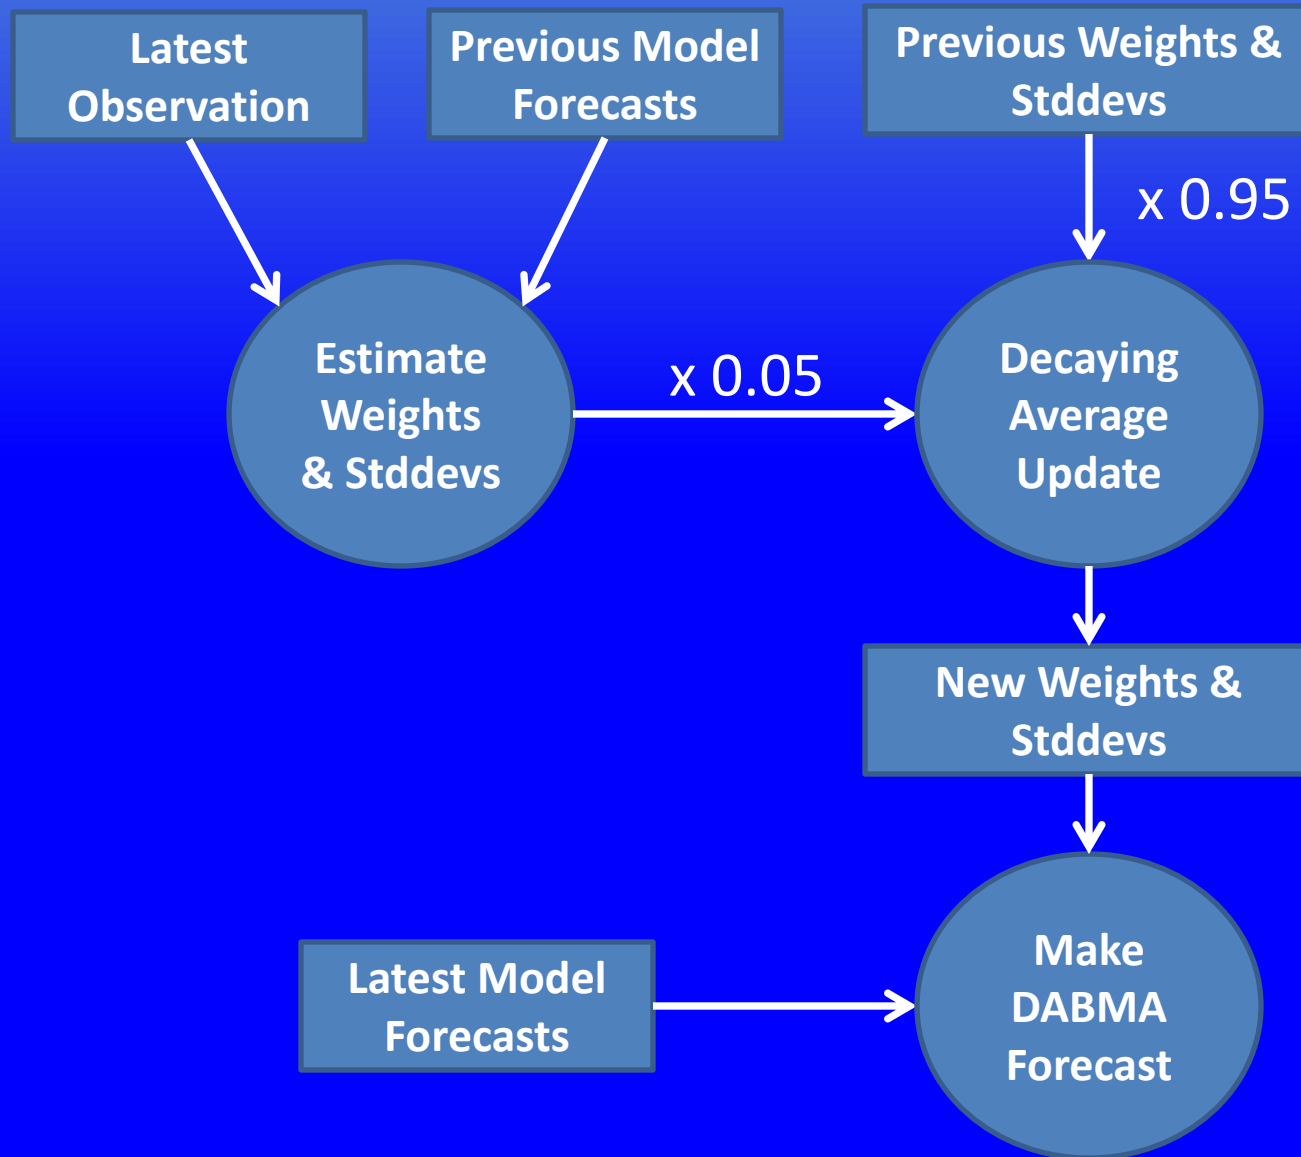 Latest
Observation
Previous Model
Forecasts
Previous Weights &
Stddevs
x 0.95
Estimate
Weights
& Stddevs
x 0.05
Decaying
Average
Update
New Weights &
Stddevs
Latest Model
Forecasts
Make
DABMA
Forecast